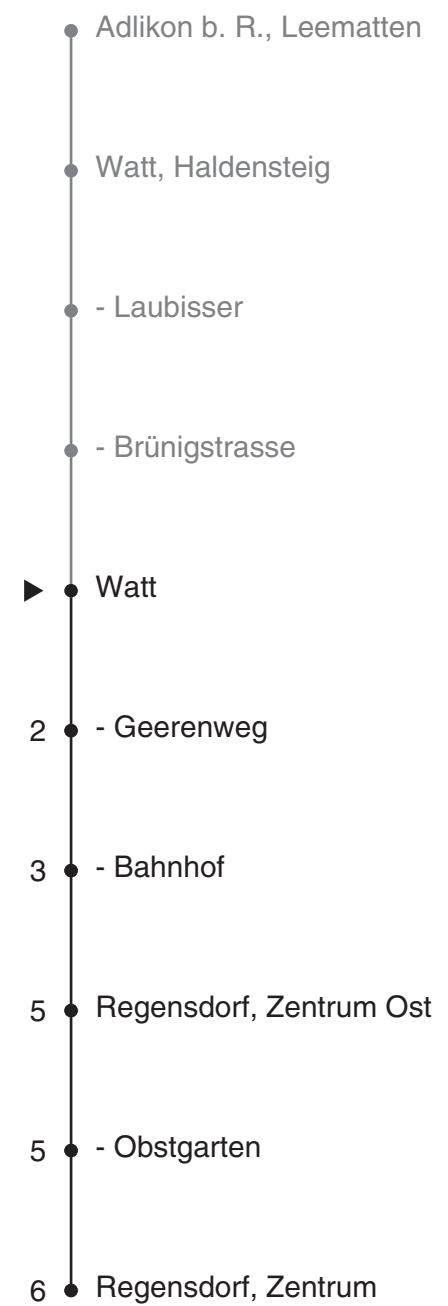 Adlikon b. R., Leematten
Watt, Haldensteig
- Laubisser
- Brünigstrasse
Watt
2 - Geerenweg
3 - Bahnhof
5 Regensdorf, Zentrum Ost
5 - Obstgarten
6 Regensdorf, Zentrum